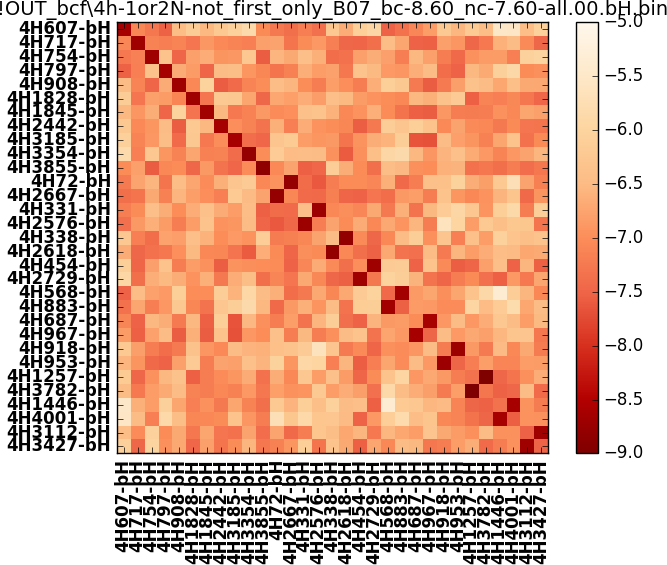 !OUT_bcf\4h-1or2N-not_first_only_B07_bc-8.60_nc-7.60-all.00.bH.bin
4H607-bH
4H717-bH
4H754-bH
4H797-bH
4H908-bH
4H1828-bH
4H1845-bH
4H2442-bH
4H3185-bH
4H3354-bH
4H3855-bH
4H72-bH
4H2667-bH
4H331-bH
4H2576-bH
4H338-bH
4H2618-bH
4H454-bH
4H2729-bH
4H568-bH
4H883-bH
4H687-bH
4H967-bH
4H918-bH
4H953-bH
4H1257-bH
4H3782-bH
4H1446-bH
4H4001-bH
4H3112-bH
4H3427-bH
−5.0
−5.5
−6.0
−6.5
−7.0
−7.5
−8.0
−8.5
−9.0
4H607-bH
4H717-bH
4H754-bH
4H797-bH
4H908-bH
4H1828-bH
4H1845-bH
4H2442-bH
4H3185-bH
4H3354-bH
4H3855-bH
4H72-bH
4H2667-bH
4H331-bH
4H2576-bH
4H338-bH
4H2618-bH
4H454-bH
4H2729-bH
4H568-bH
4H883-bH
4H687-bH
4H967-bH
4H918-bH
4H953-bH
4H1257-bH
4H3782-bH
4H1446-bH
4H4001-bH
4H3112-bH
4H3427-bH